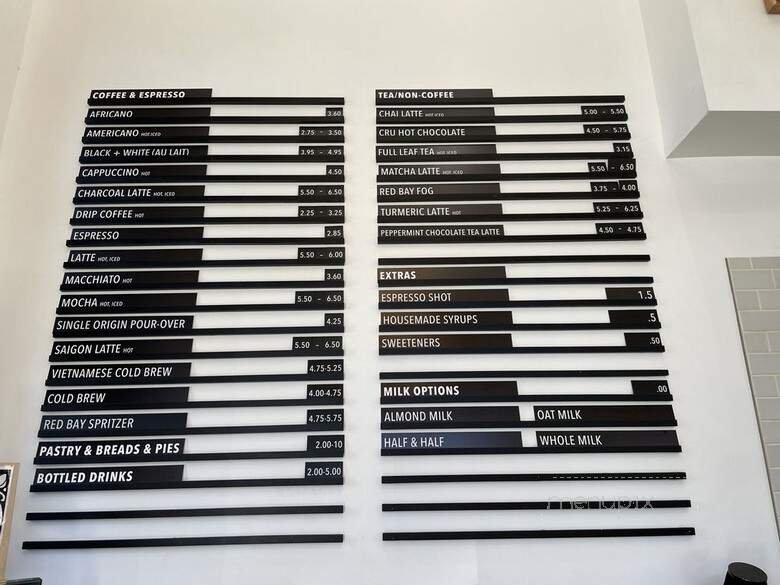 COFFEE & ESPRESSO
AFRICANO 3.60
AMERICANO HOT, ICED 2.75 - 3.50
BLACK + WHITE (AU LAIT) 3.95 - 4.95
CAPPUCCINO HOT 4.50
CHARCOAL LATTE HOT, ICED 5.50 - 6.50
DRIP COFFEE HOT 2.25 - 3.25
ESPRESSO 2.85
LATTE HOT, ICED 5.50 - 6.00
MACCHIATO HOT 3.60
MOCHA HOT, ICED 5.50 - 6.50
SINGLE ORIGIN POUR-OVER 4.25
SAIGON LATTE HOT 5.50 - 6.50
VIETNAMESE COLD BREW 4.75-5.25
COLD BREW 4.00-4.75
RED BAY SPRITZER 4.75-5.75
PASTRY & BREADS & PIES 2.00-10
BOTTLED DRINKS 2.00-5.00
TEA/NON-COFFEE
CHAI LATTE HOT, ICED 5.00 - 5.50
CRU HOT CHOCOLATE 4.50 - 5.75
FULL LEAF TEA HOT, ICED 3.15
MATCHA LATTE HOT, ICED 5.50 - 6.50
RED BAY FOG 3.75 - 4.00
TURMERIC LATTE HOT 5.25 - 6.25
PEPPERMINT CHOCOLATE TEA LATTE 4.50 - 4.75
EXTRAS
ESPRESSO SHOT 1.5
HOUSEMADE SYRUPS .5
SWEETENERS .50
MILK OPTIONS .00
ALMOND MILK OAT MILK
HALF & HALF WHOLE MILK
menupix